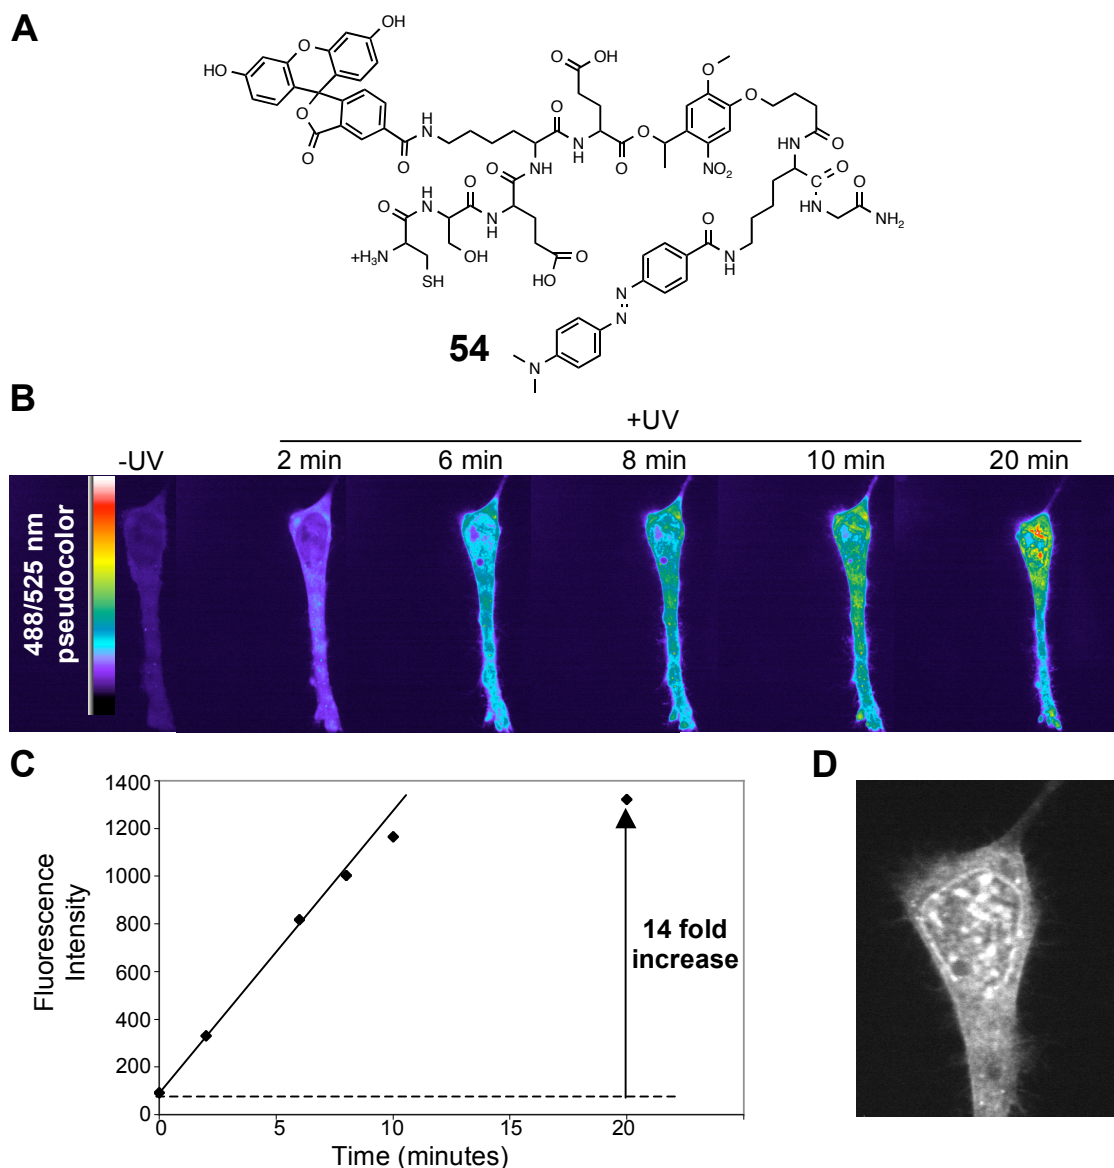 A
OH
HO
O
O
O
O
N
H
O
OH
O
N
H
O
O
O
O
NO2
O
HN
O
O
NH
O
NH2
O
NH
O
O
H
N
O
N
H
+H3N
SH
OH
O
HO
O
N
H
N
N
N
54
B
+UV
-UV
2 min
6 min
8 min
10 min
20 min
488/525 nm
pseudocolor
C
D
1400
1200
1000
800
600
400
200
0
Fluorescence
Intensity
14 fold
increase
0
5
10
15
20
Time (minutes)